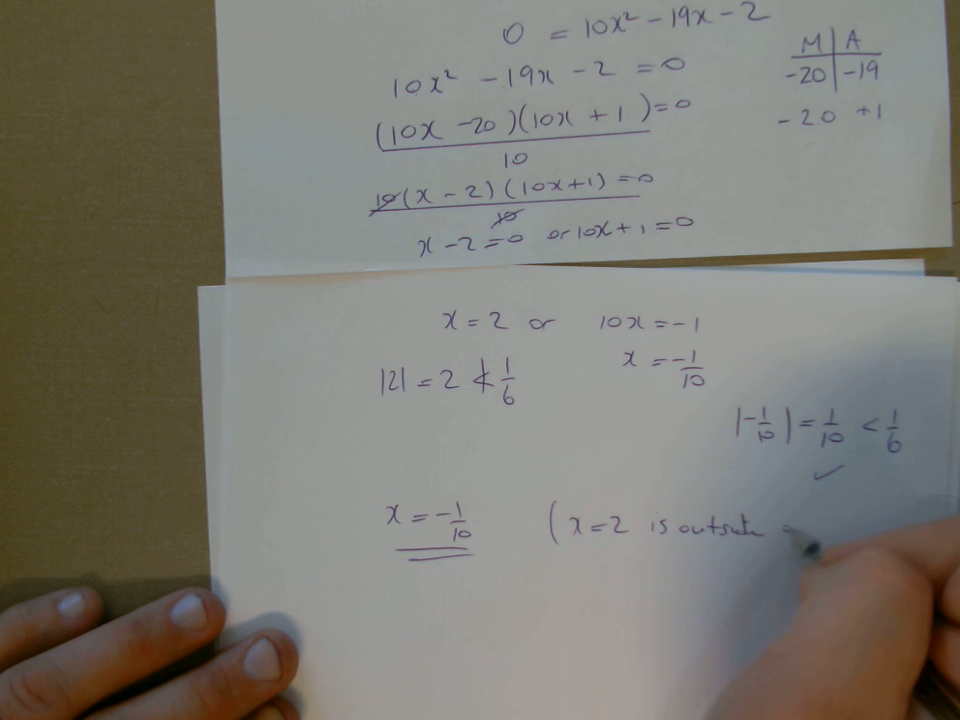 0 = 10x² - 19x - 2
10x² - 19x - 2 = 0
(10x - 20)(10x + 1) = 0
10
10(x - 2)(10x + 1) = 0
10
x - 2 = 0 or 10x + 1 = 0
M | A
-20 | -19
-20 +1
x = 2 or 10x = -1
x = -1/10
|2| = 2 ≮ 1/6
|-1/10| = 1/10 < 1/6
✓
x = -1/10 (x = 2 is outside